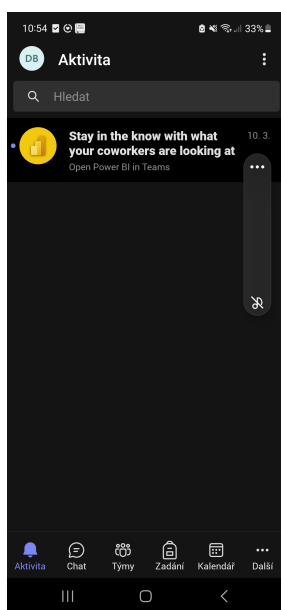 10:54
33%
DB
Aktivita
Hledat
Stay in the know with what
10. 3.
your coworkers are looking at
Open Power BI in Teams
Aktivita
Chat
Týmy
Zadání
Kalendář
Další